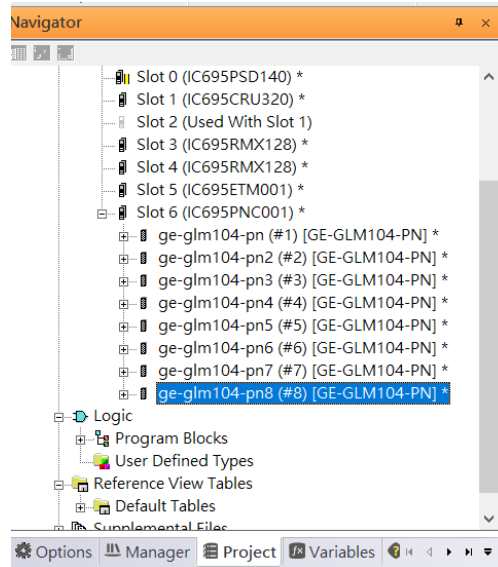 Navigator
Slot 0 (IC695PSD140) *
Slot 1 (IC695CRU320) *
Slot 2 (Used With Slot 1)
Slot 3 (IC695RMX128) *
Slot 4 (IC695RMX128) *
Slot 5 (IC695ETM001) *
Slot 6 (IC695PNC001) *
ge-glm104-pn (#1) [GE-GLM104-PN] *
ge-glm104-pn2 (#2) [GE-GLM104-PN] *
ge-glm104-pn3 (#3) [GE-GLM104-PN] *
ge-glm104-pn4 (#4) [GE-GLM104-PN] *
ge-glm104-pn5 (#5) [GE-GLM104-PN] *
ge-glm104-pn6 (#6) [GE-GLM104-PN] *
ge-glm104-pn7 (#7) [GE-GLM104-PN] *
ge-glm104-pn8 (#8) [GE-GLM104-PN] *
Logic
Program Blocks
User Defined Types
Reference View Tables
Default Tables
Supplemental Files
Options Manager Project Variables